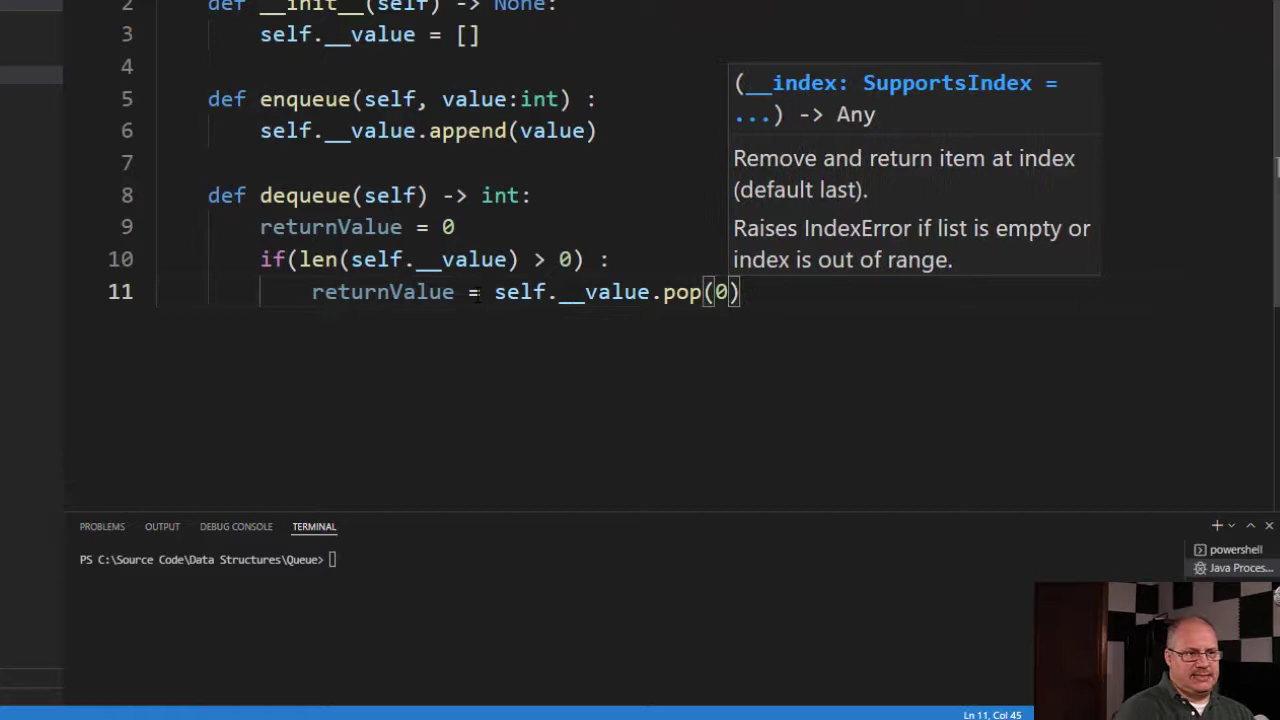 2 def __init__(self) -> None:
3 self.__value = []
4
5 def enqueue(self, value:int) :
6 self.__value.append(value)
7
8 def dequeue(self) -> int:
9 returnValue = 0
10 if(len(self.__value) > 0) :
11 returnValue = self.__value.pop(0)
(__index: SupportsIndex =
...) -> Any
Remove and return item at index
(default last).
Raises IndexError if list is empty or
index is out of range.
PROBLEMS OUTPUT DEBUG CONSOLE TERMINAL
PS C:\Source Code\Data Structures\Queue>
powershell
Java Proces...
Ln 11, Col 45